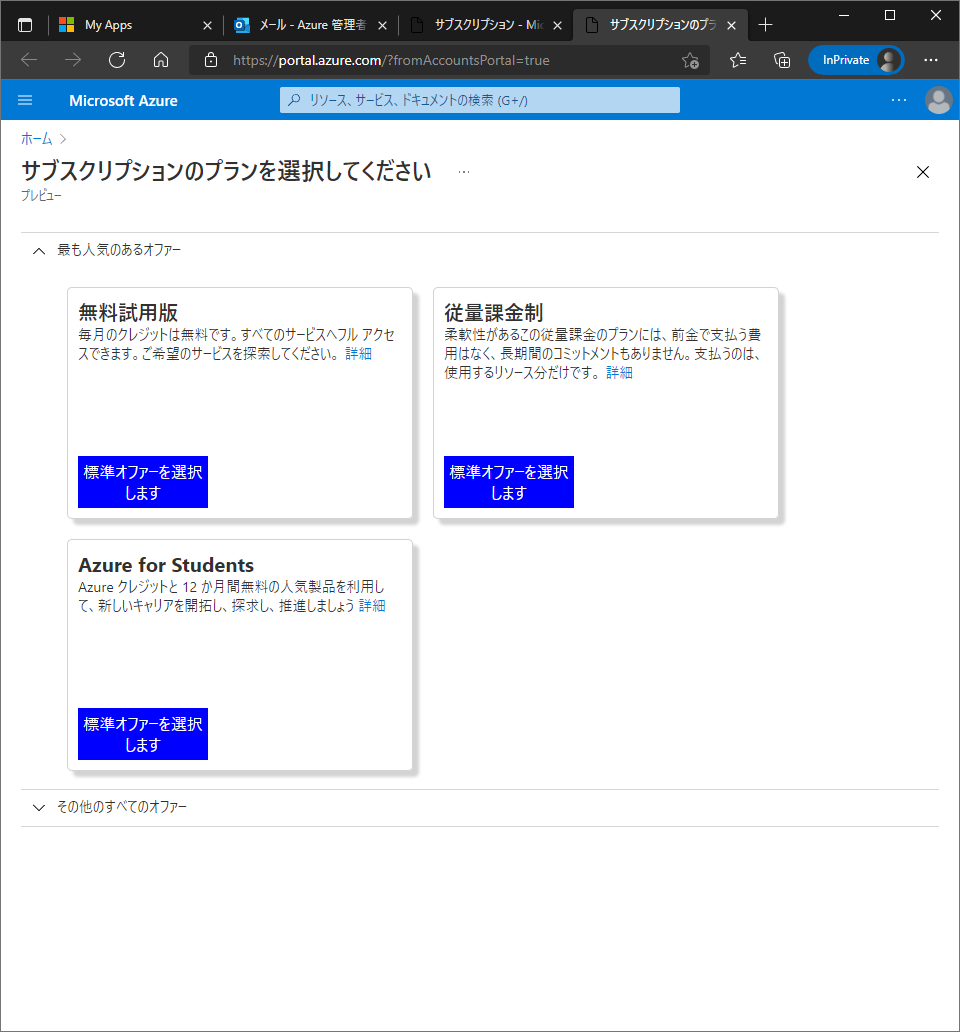 My Apps
メール - Azure 管理者
サブスクリプション - Mic
サブスクリプションのプラ
https://portal.azure.com/?fromAccountsPortal=true
InPrivate
Microsoft Azure
リソース、サービス、ドキュメントの検索 (G+/)
ホーム
サブスクリプションのプランを選択してください
プレビュー
最も人気のあるオファー
無料試用版
毎月のクレジットは無料です。すべてのサービスへフル アクセ
スできます。ご希望のサービスを探索してください。 詳細
標準オファーを選択
します
従量課金制
柔軟性があるこの従量課金のプランには、前金で支払う費
用はなく、長期間のコミットメントもありません。支払うのは、
使用するリソース分だけです。 詳細
標準オファーを選択
します
Azure for Students
Azure クレジットと 12 か月間無料の人気製品を利用し
て、新しいキャリアを開拓し、探求し、推進しましょう 詳細
標準オファーを選択
します
その他のすべてのオファー